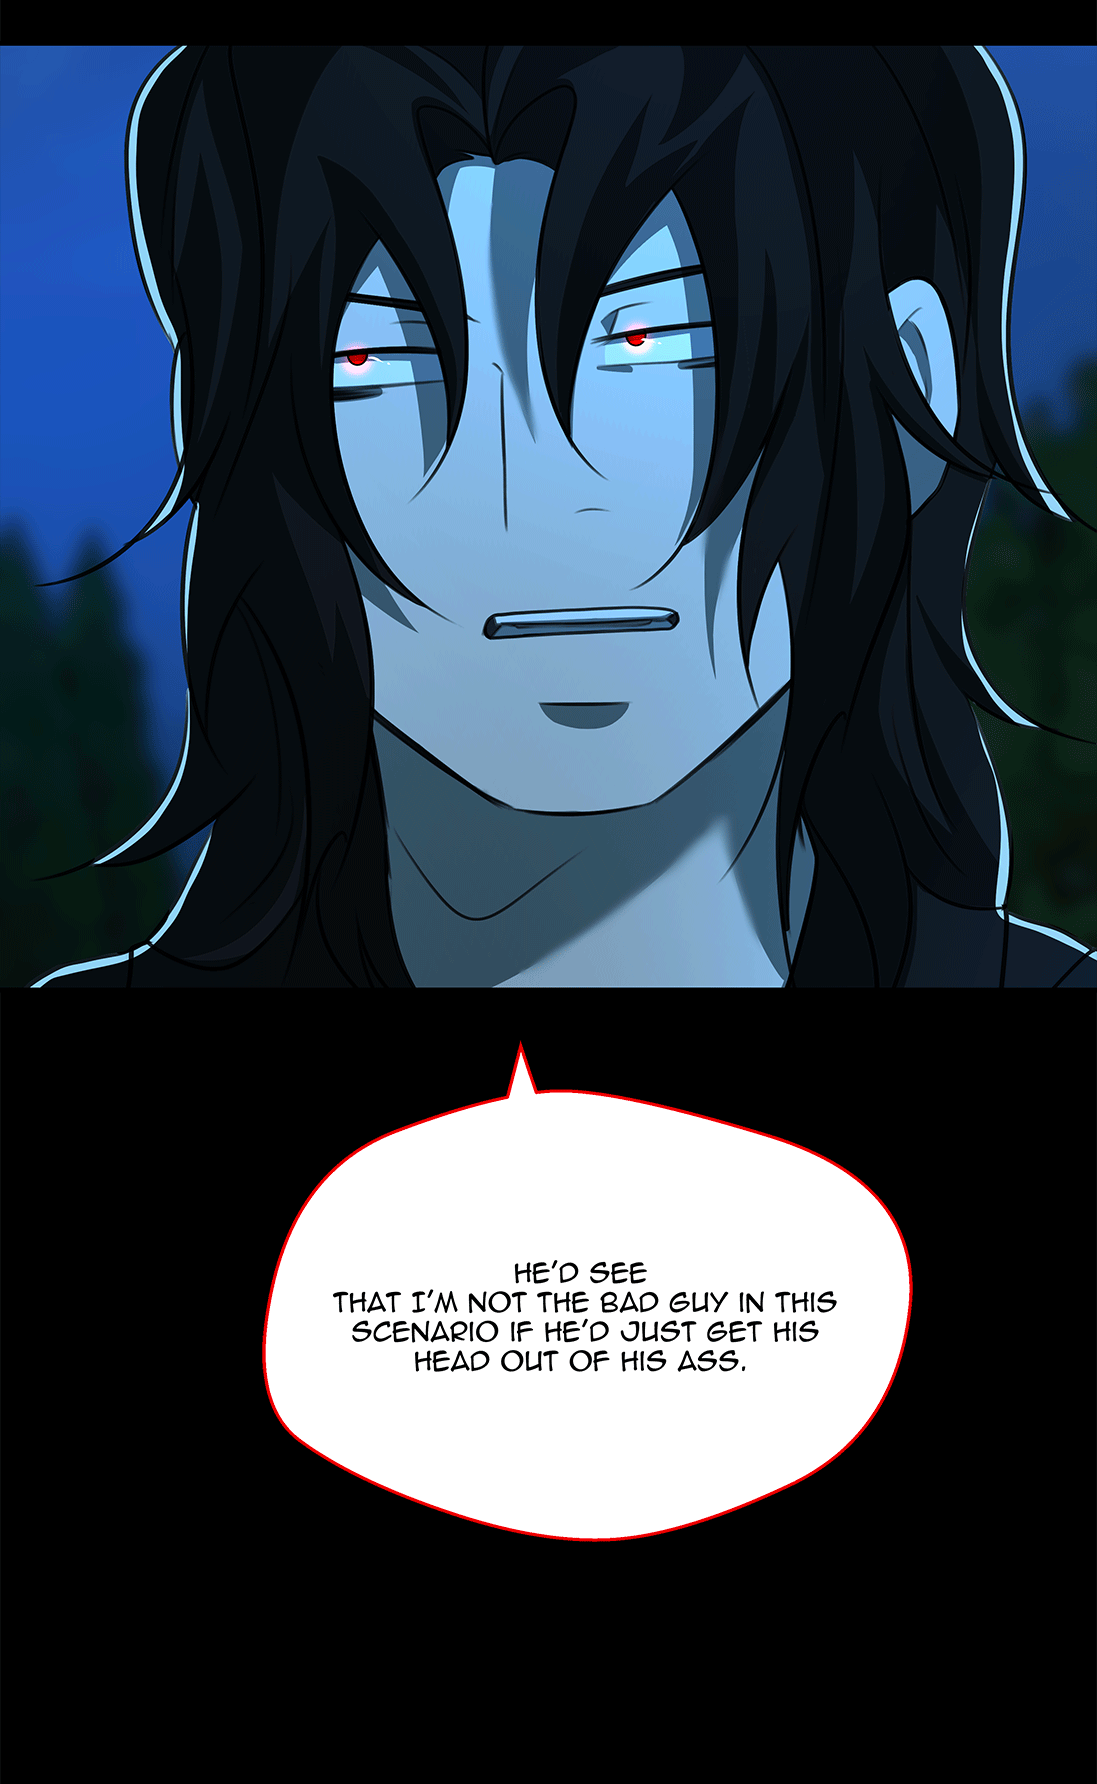 HE'D SEE
THAT I'M NOT THE BAD GUY IN THIS
SCENARIO IF HE'D JUST GET HIS
HEAD OUT OF HIS ASS.